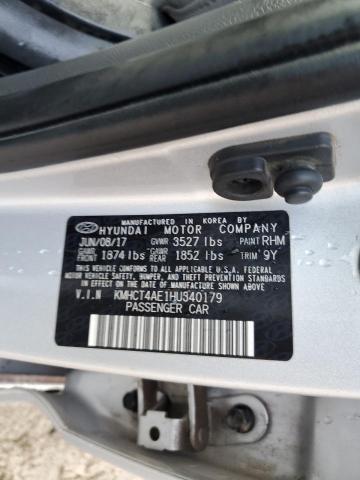 MANUFACTURED IN KOREA BY
HYUNDAI MOTOR COMPANY
JUN/08/17 GVWR 3527 lbs PAINT RHM
GAWR FRONT 1874 lbs GAWR REAR 1852 lbs TRIM 9Y
THIS VEHICLE CONFORMS TO ALL APPLICABLE U.S.A. FEDERAL
MOTOR VEHICLE SAFETY, BUMPER, AND THEFT PREVENTION STANDARDS
IN EFFECT ON THE DATE OF MANUFACTURE SHOWN ABOVE.
V.I.N KMHCT4AE1HU340179
PASSENGER CAR